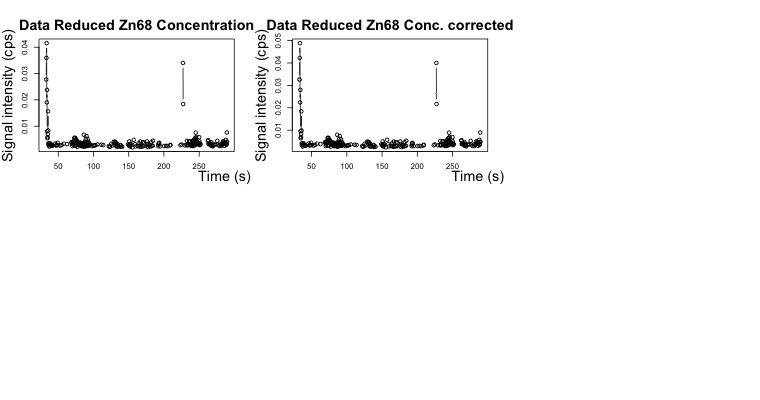 Data Reduced Zn68 Concentration
Signal intensity (cps)
0.04
0.03
0.02
0.01
50 100 150 200 250
Time (s)
Data Reduced Zn68 Conc. corrected
Signal intensity (cps)
0.05
0.04
0.03
0.02
0.01
50 100 150 200 250
Time (s)